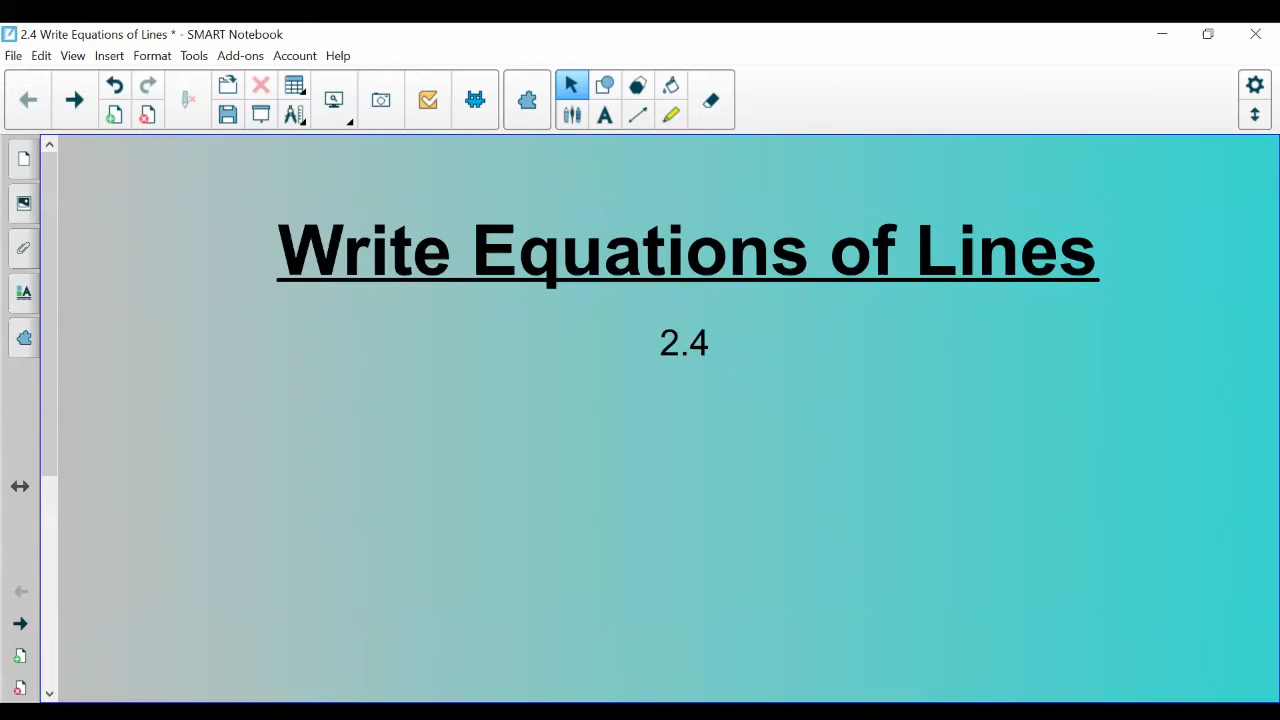 2.4 Write Equations of Lines * - SMART Notebook
File Edit View Insert Format Tools Add-ons Account Help
Write Equations of Lines
2.4